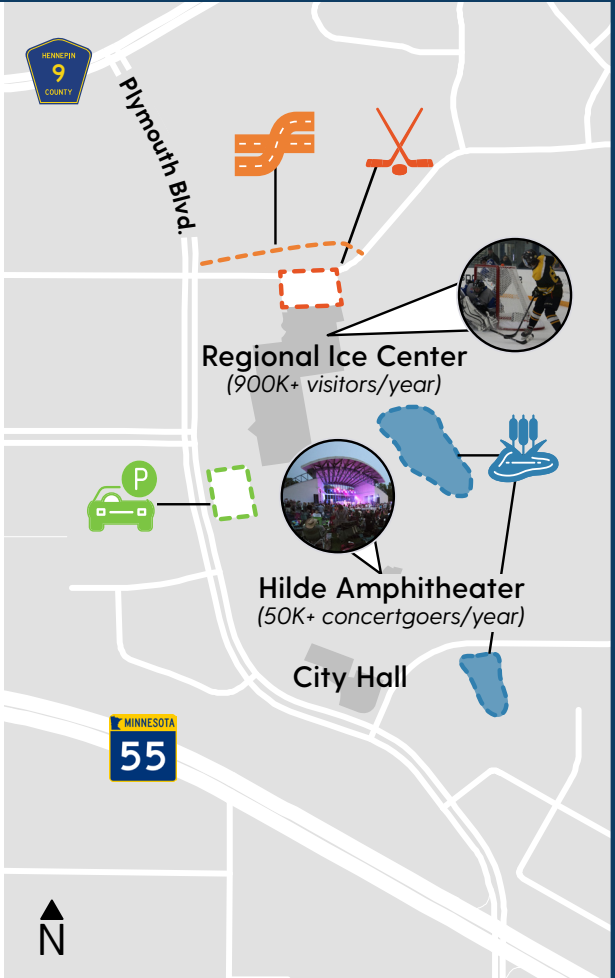 HENNEPIN
9
COUNTY
Plymouth Blvd.
Regional Ice Center
(900K+ visitors/year)
P
Hilde Amphitheater
(50K+ concertgoers/year)
City Hall
MINNESOTA
55
N